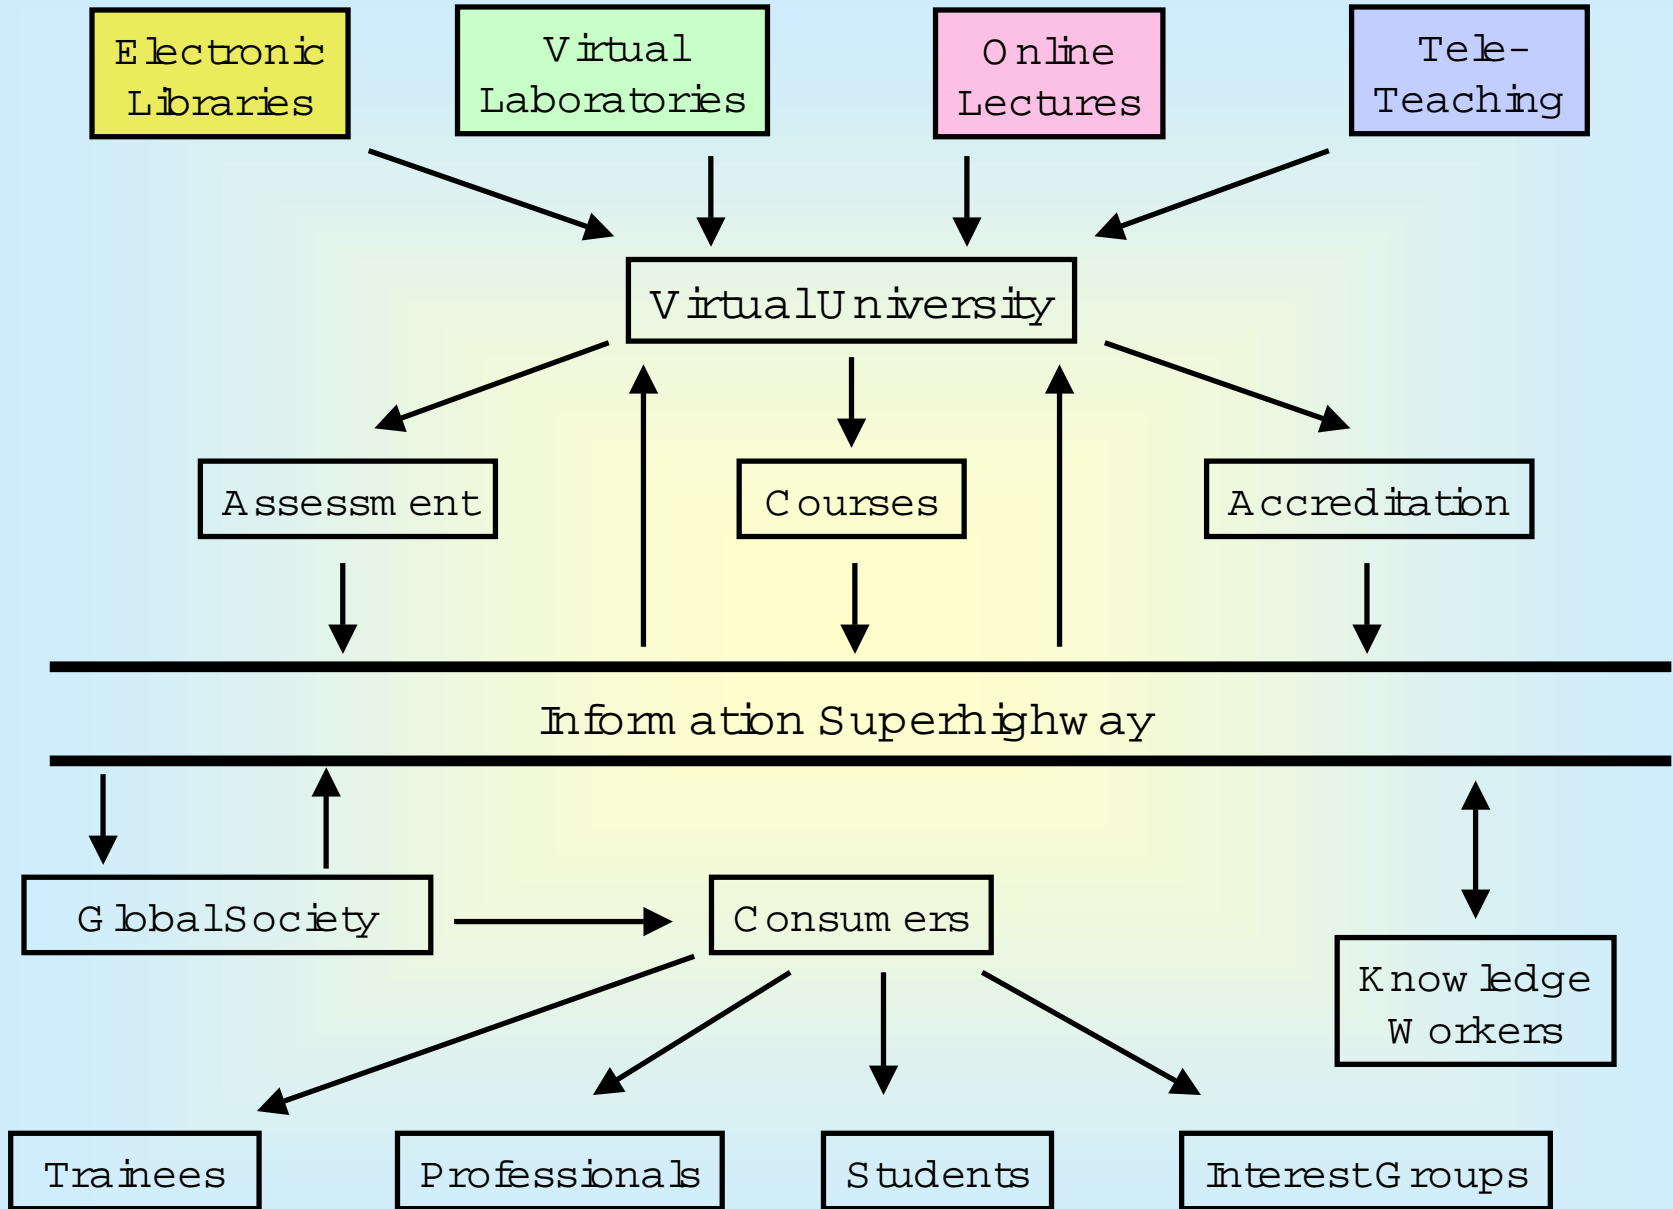 Electronic
Libraries
Virtual
Laboratories
Online
Lectures
Tele-
Teaching
Virtual University
Assessment
Courses
Accreditation
Information Superhighway
Global Society
Consumers
Knowledge
Workers
Trainees
Professionals
Students
Interest Groups